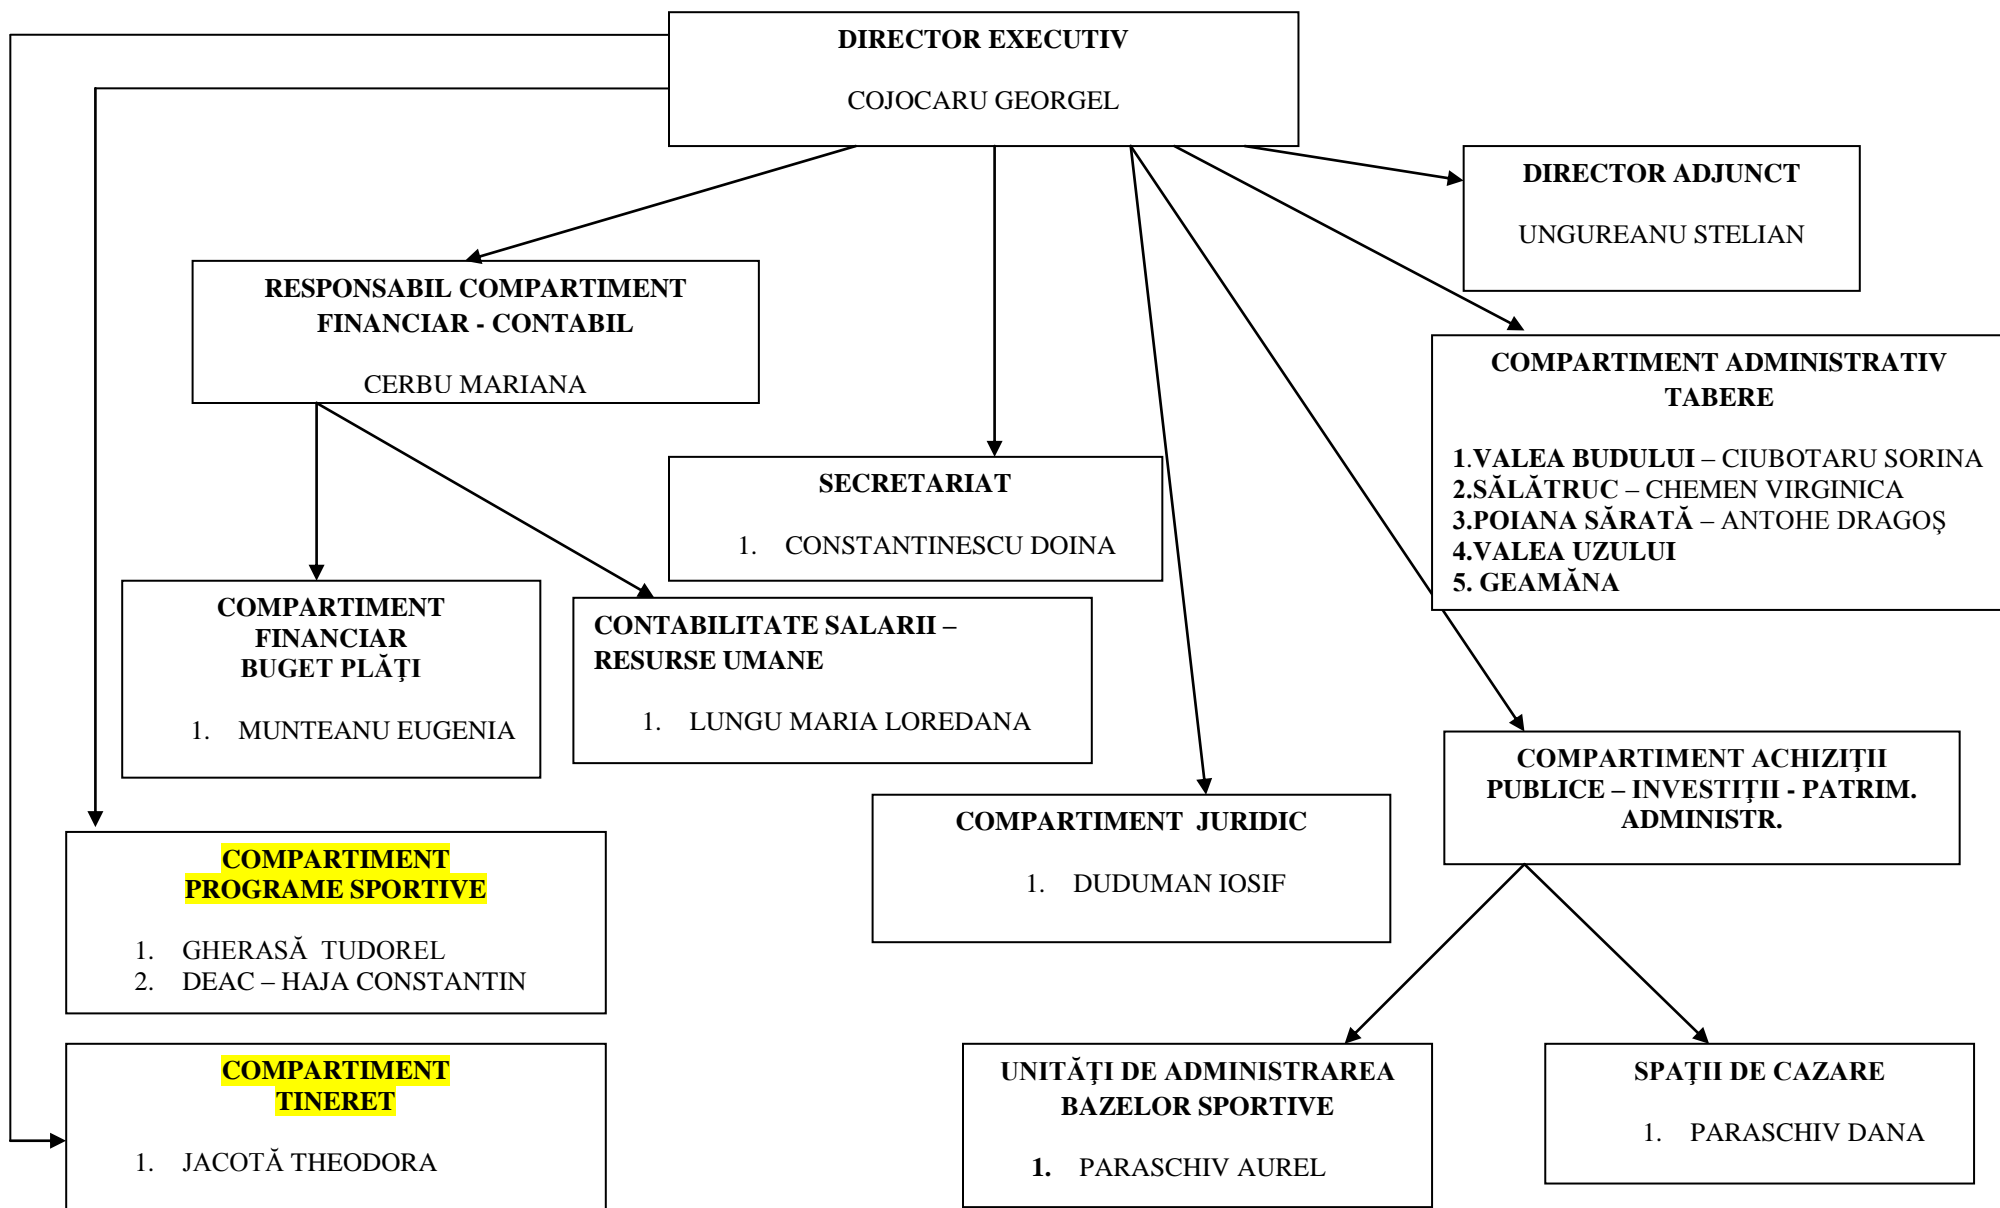 DIRECTOR EXECUTIV
COJOCARU GEORGEL
DIRECTOR ADJUNCT
UNGUREANU STELIAN
RESPONSABIL COMPARTIMENT
FINANCIAR - CONTABIL
CERBU MARIANA
COMPARTIMENT ADMINISTRATIV
TABERE
1.VALEA BUDULUI – CIUBOTARU SORINA
2.SĂLĂTRUC – CHEMEN VIRGINICA
3.POIANA SĂRATĂ – ANTOHE DRAGOŞ
4.VALEA UZULUI
5. GEAMĂNA
SECRETARIAT
1. CONSTANTINESCU DOINA
COMPARTIMENT
FINANCIAR
BUGET PLĂŢI
1. MUNTEANU EUGENIA
CONTABILITATE SALARII –
RESURSE UMANE
1. LUNGU MARIA LOREDANA
COMPARTIMENT ACHIZIŢII
PUBLICE – INVESTIŢII - PATRIM.
ADMINISTR.
COMPARTIMENT JURIDIC
1. DUDUMAN IOSIF
COMPARTIMENT
PROGRAME SPORTIVE
1. GHERASĂ TUDOREL
2. DEAC – HAJA CONSTANTIN
COMPARTIMENT
TINERET
1. JACOTĂ THEODORA
UNITĂŢI DE ADMINISTRAREA
BAZELOR SPORTIVE
1. PARASCHIV AUREL
SPAŢII DE CAZARE
1. PARASCHIV DANA